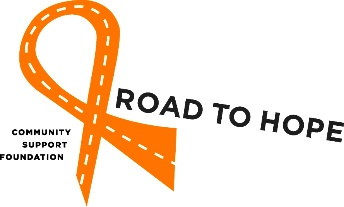 ROAD TO HOPE
COMMUNITY
SUPPORT
FOUNDATION